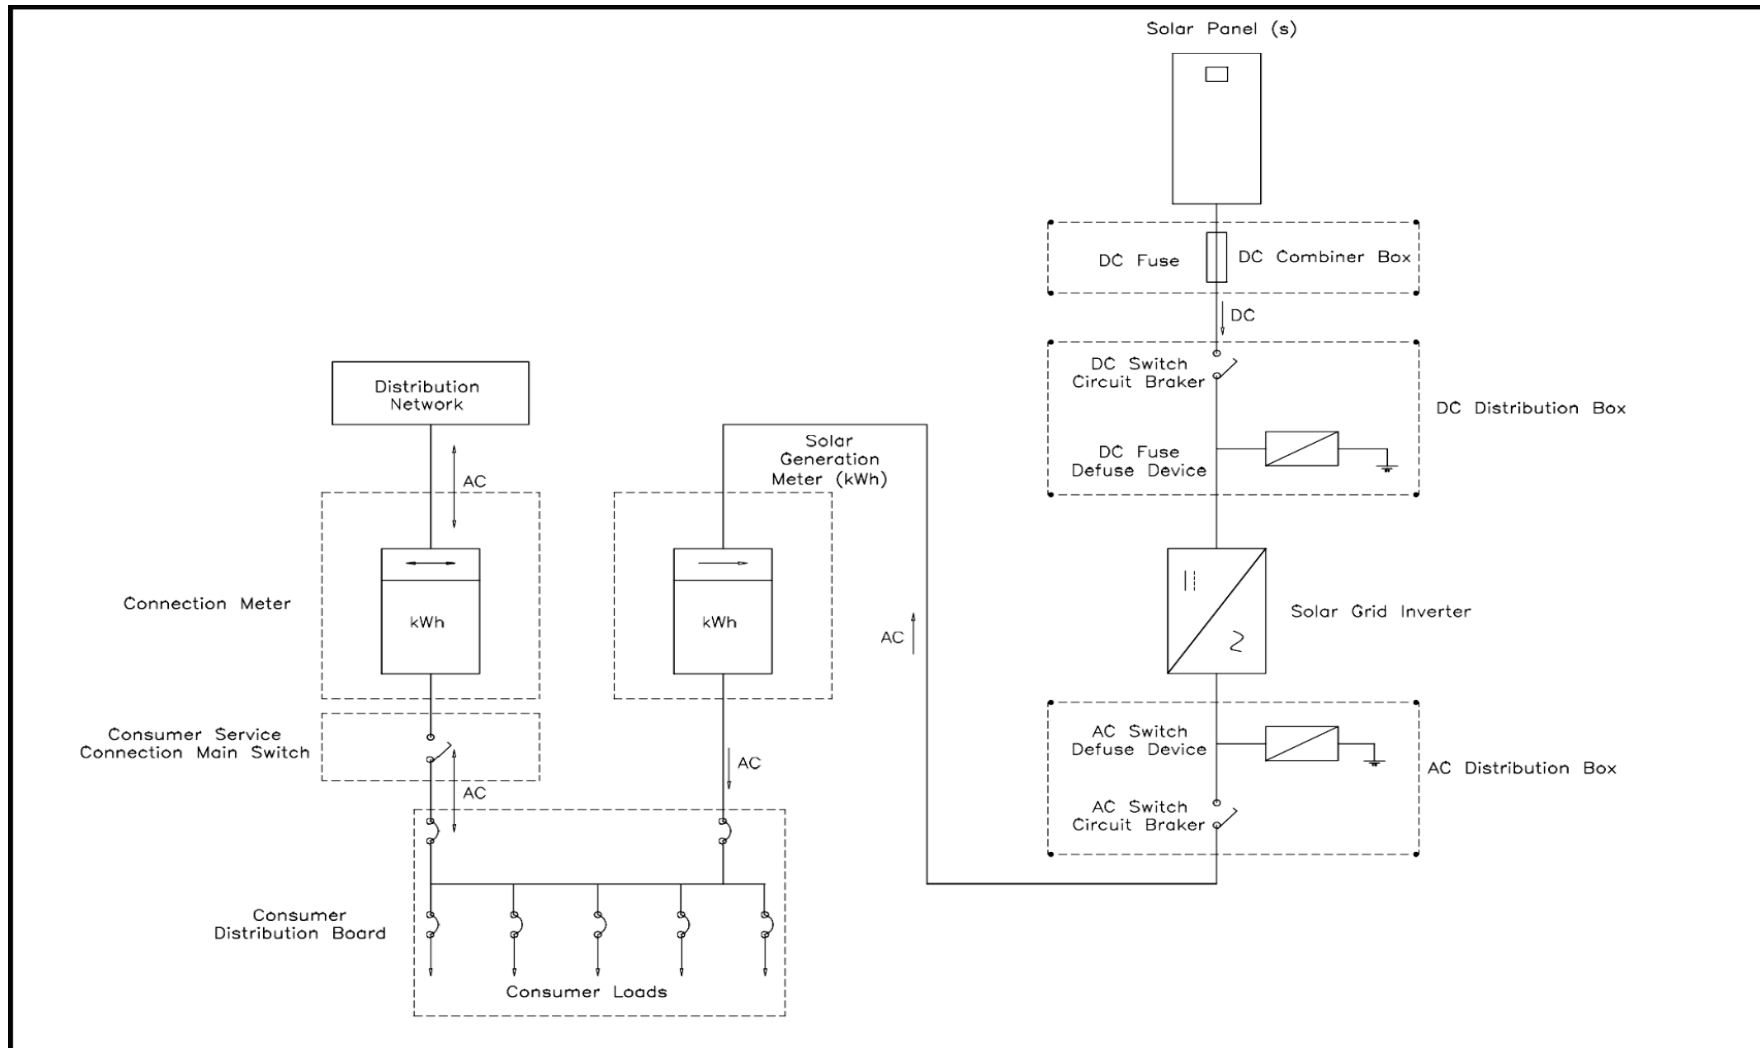 Solar Panel (s)
DC Fuse
DC Combiner Box
DC
DC Switch
Circuit Braker
DC Distribution Box
DC Fuse
Defuse Device
Distribution
Network
AC
Solar
Generation
Meter (kWh)
Connection Meter
kWh
kWh
AC
Solar Grid Inverter
Consumer Service
Connection Main Switch
AC
AC
AC Switch
Defuse Device
AC Distribution Box
AC Switch
Circuit Braker
Consumer
Distribution Board
Consumer Loads